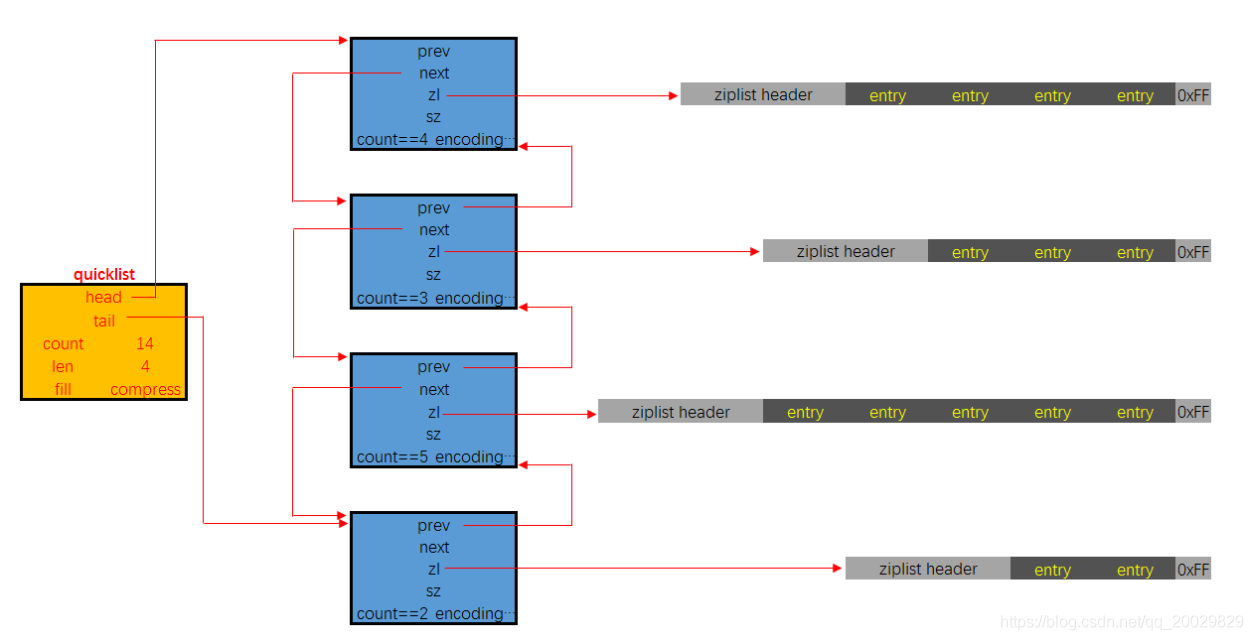 quicklist
head
tail
count 14
len 4
fill compress
prev
next
zl
sz
count==4 encoding…
ziplist header entry entry entry entry 0xFF
prev
next
zl
sz
count==3 encoding…
ziplist header entry entry entry 0xFF
prev
next
zl
sz
count==5 encoding…
ziplist header entry entry entry entry entry 0xFF
prev
next
zl
sz
count==2 encoding…
ziplist header entry entry 0xFF
https://blog.csdn.net/qq_20029829